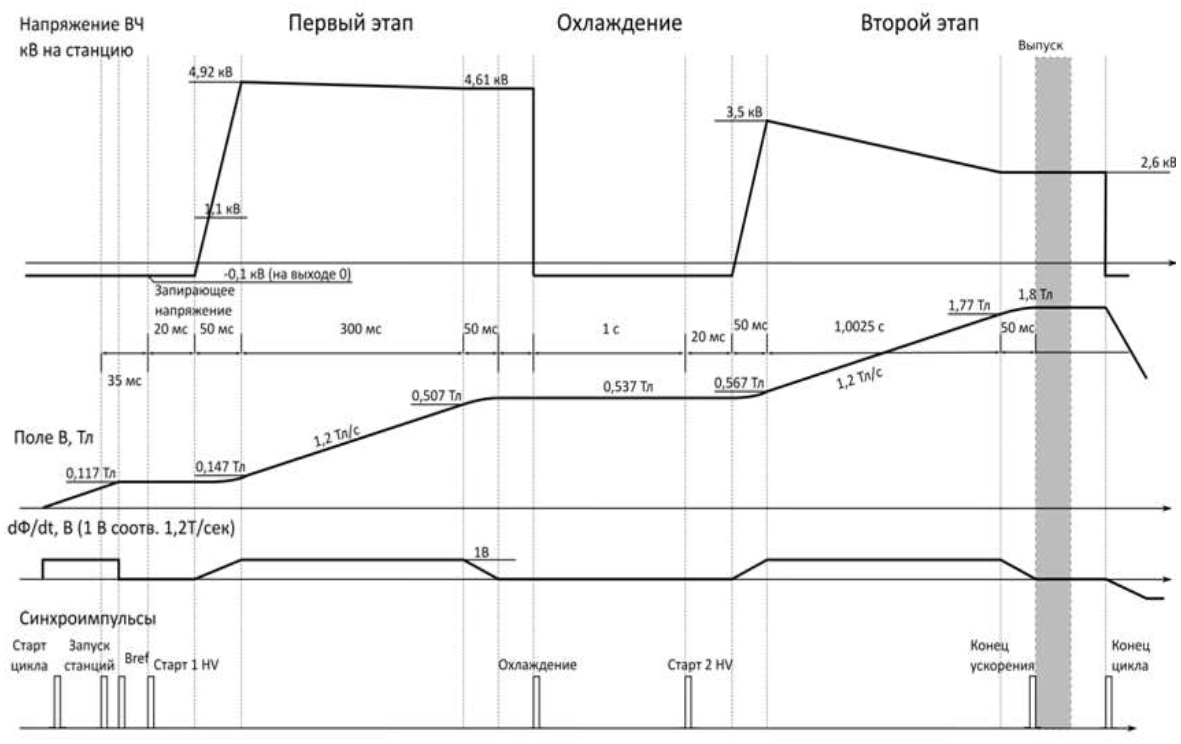 Напряжение ВЧ
кВ на станцию
Первый этап
Охлаждение
Второй этап
Выпуск
4,92 кВ
4,61 кВ
3,5 кВ
2,6 кВ
1,1 кВ
-0,1 кВ (на выходе 0)
Запирающее
напряжение
1,77 Тл
1,8 Тл
20 мс
50 мс
300 мс
50 мс
1 с
20 мс
50 мс
1,0025 с
50 мс
35 мс
0,507 Тл
0,537 Тл
0,567 Тл
1,2 Тл/с
1,2 Тл/с
Поле В, Тл
0,117 Тл
0,147 Тл
dФ/dt, В (1 В соотв. 1,2Т/сек)
1В
Синхроимпульсы
Старт
цикла
Запуск
станций
Bref
Старт 1 HV
Охлаждение
Старт 2 HV
Конец
ускорения
Конец
цикла